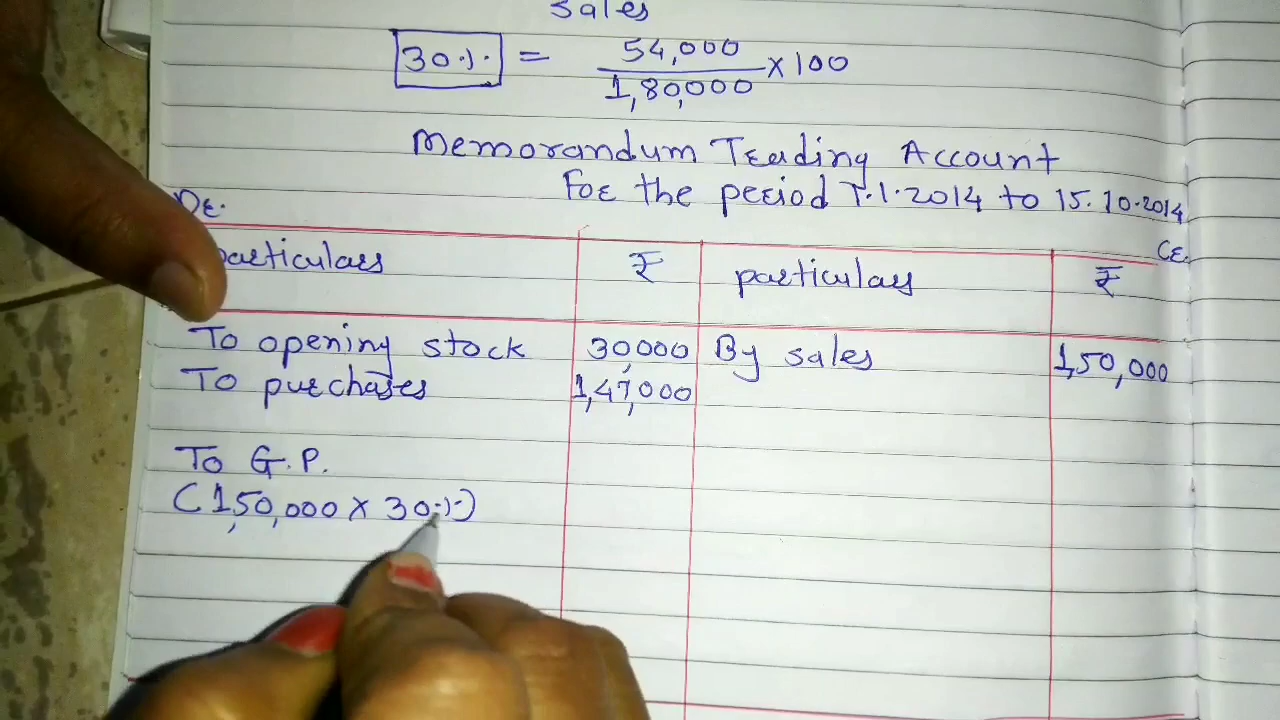 sales
30% = 54,000 / 1,80,000 × 100
Memorandum Trading Account
For the period 1.1.2014 to 15.10.2014
Dr.
Cr.
particulars ₹ particulars ₹
To opening stock 30,000 By sales 1,50,000
To purchases 1,47,000
To G.P.
(1,50,000 × 30%)